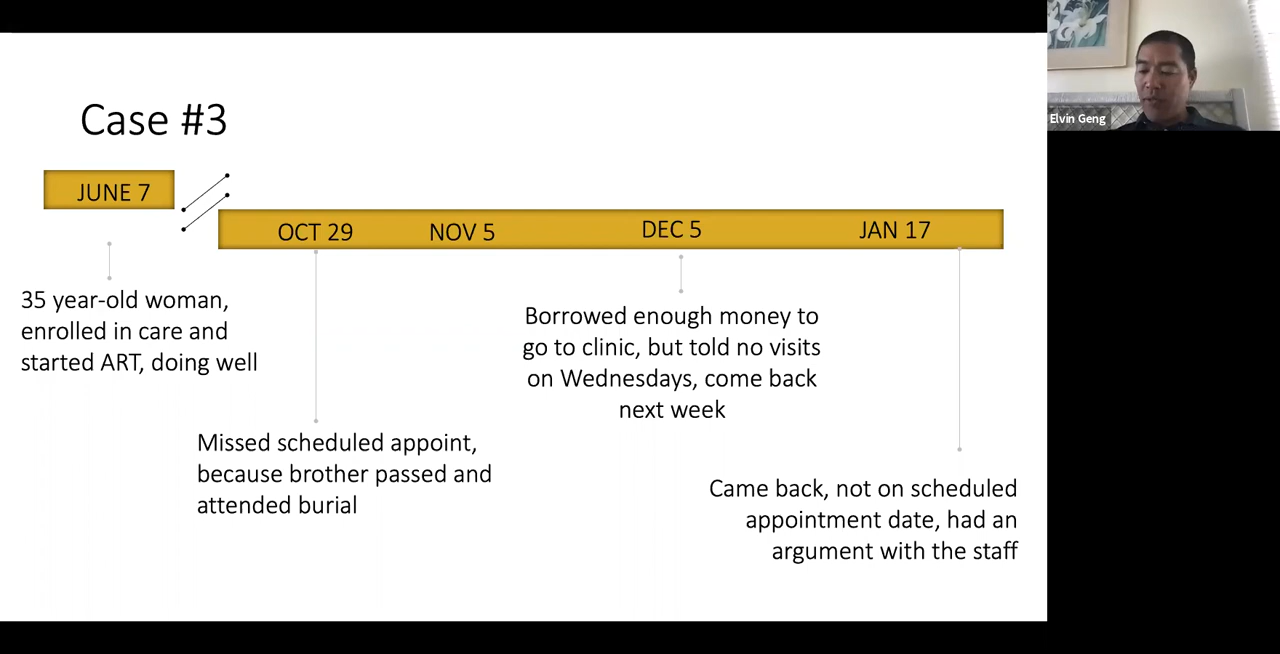 Case #3
Elvin Geng
JUNE 7
OCT 29
NOV 5
DEC 5
JAN 17
35 year-old woman,
enrolled in care and
started ART, doing well
Missed scheduled appoint,
because brother passed and
attended burial
Borrowed enough money to
go to clinic, but told no visits
on Wednesdays, come back
next week
Came back, not on scheduled
appointment date, had an
argument with the staff